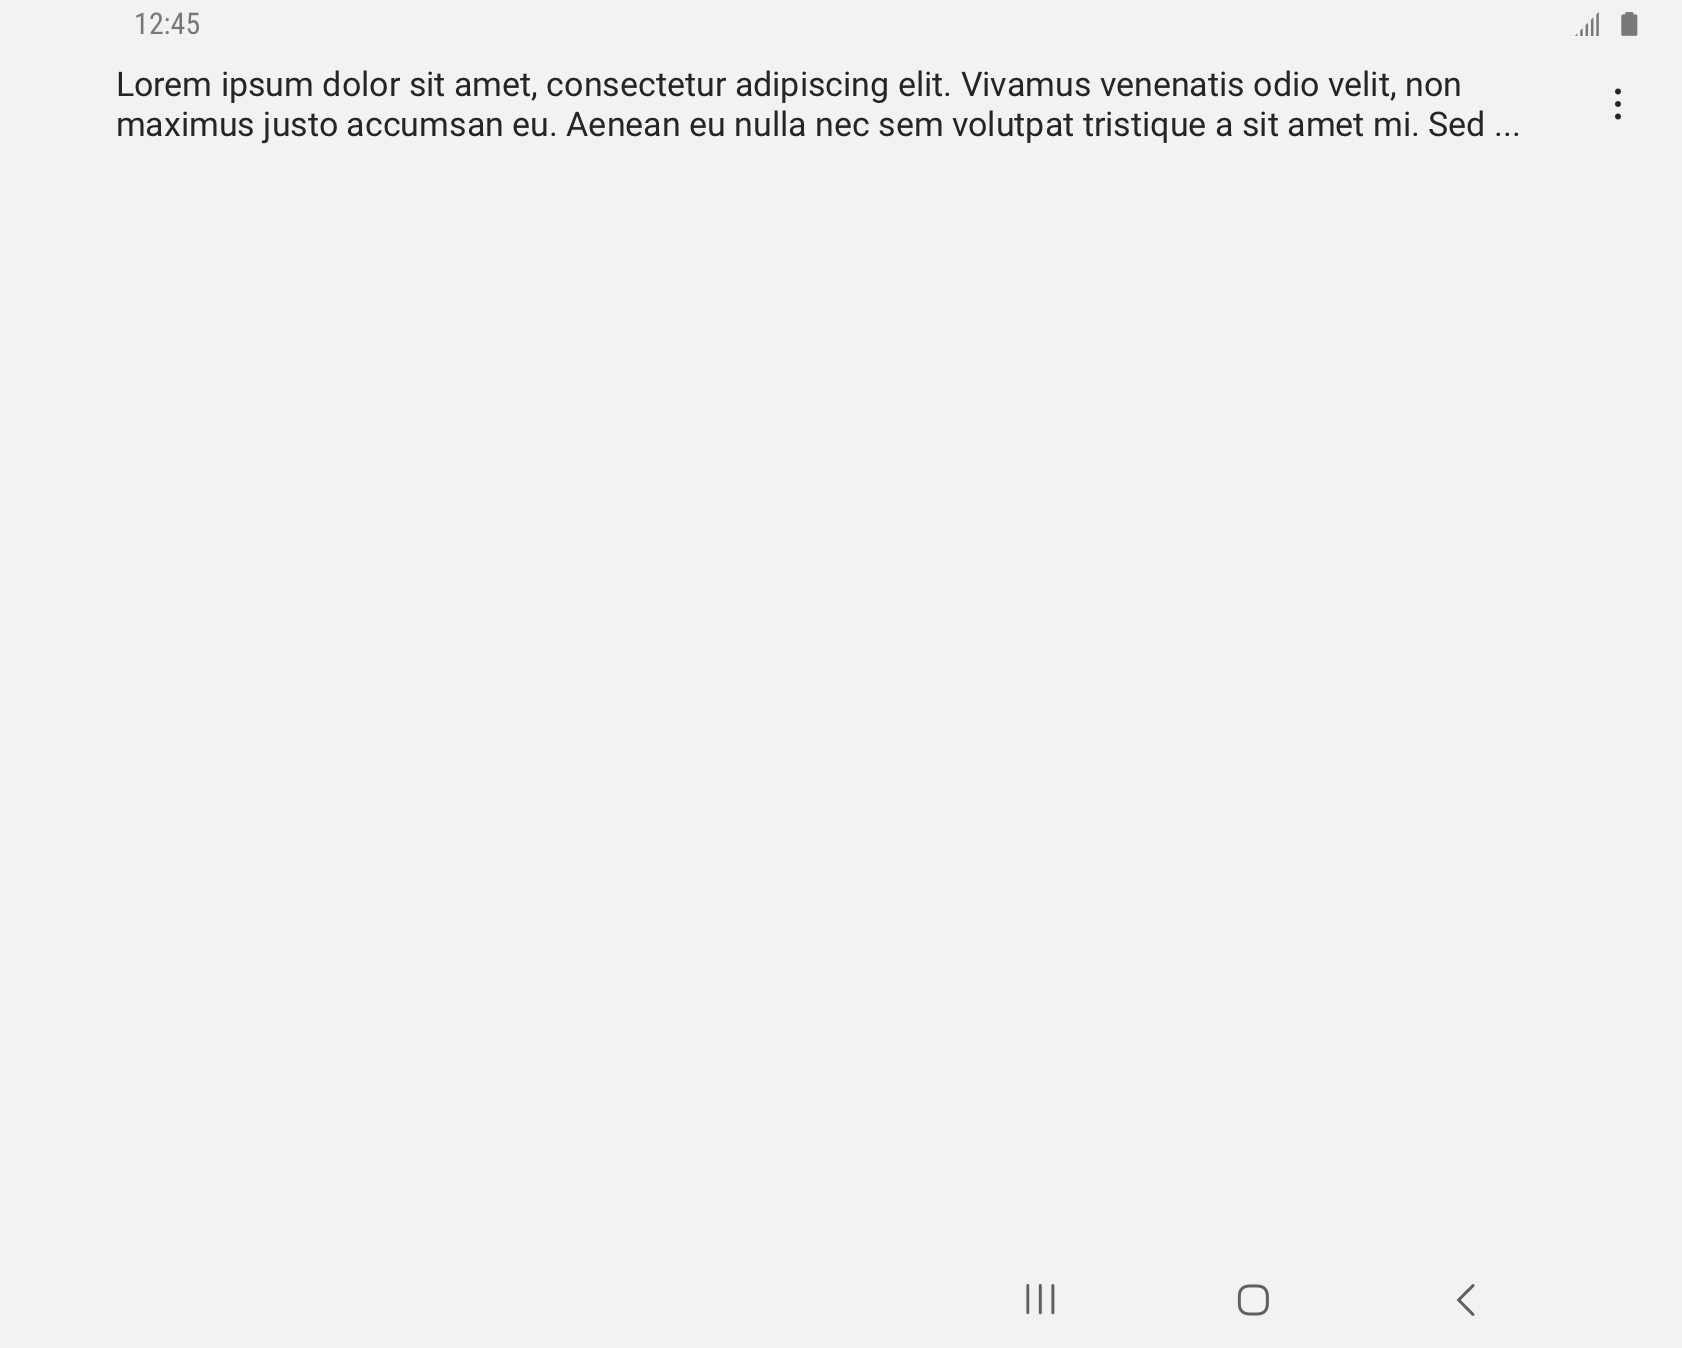 12:45
Lorem ipsum dolor sit amet, consectetur adipiscing elit. Vivamus venenatis odio velit, non
maximus justo accumsan eu. Aenean eu nulla nec sem volutpat tristique a sit amet mi. Sed ...